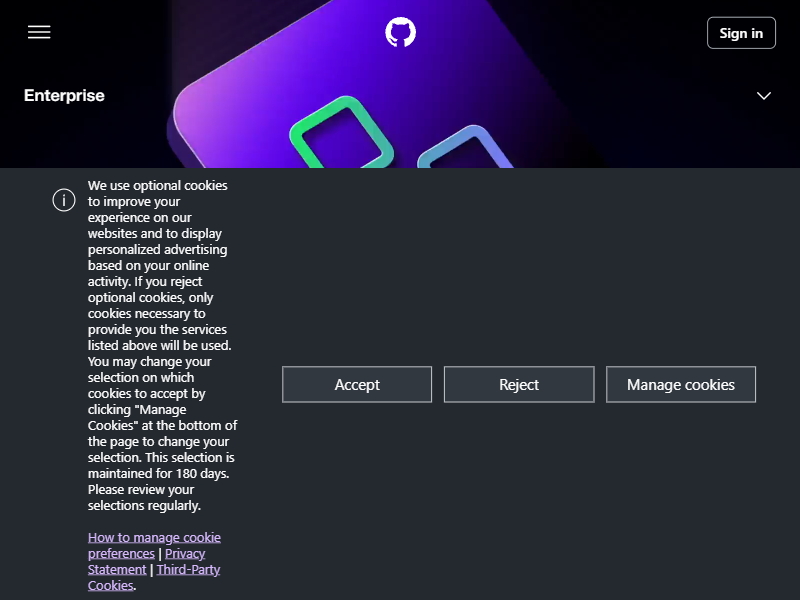 Sign in
Enterprise
We use optional cookies
to improve your
experience on our
websites and to display
personalized advertising
based on your online
activity. If you reject
optional cookies, only
cookies necessary to
provide you the services
listed above will be used.
You may change your
selection on which
cookies to accept by
clicking "Manage
Cookies" at the bottom of
the page to change your
selection. This selection is
maintained for 180 days.
Please review your
selections regularly.
How to manage cookie
preferences | Privacy
Statement | Third-Party
Cookies.
Accept
Reject
Manage cookies